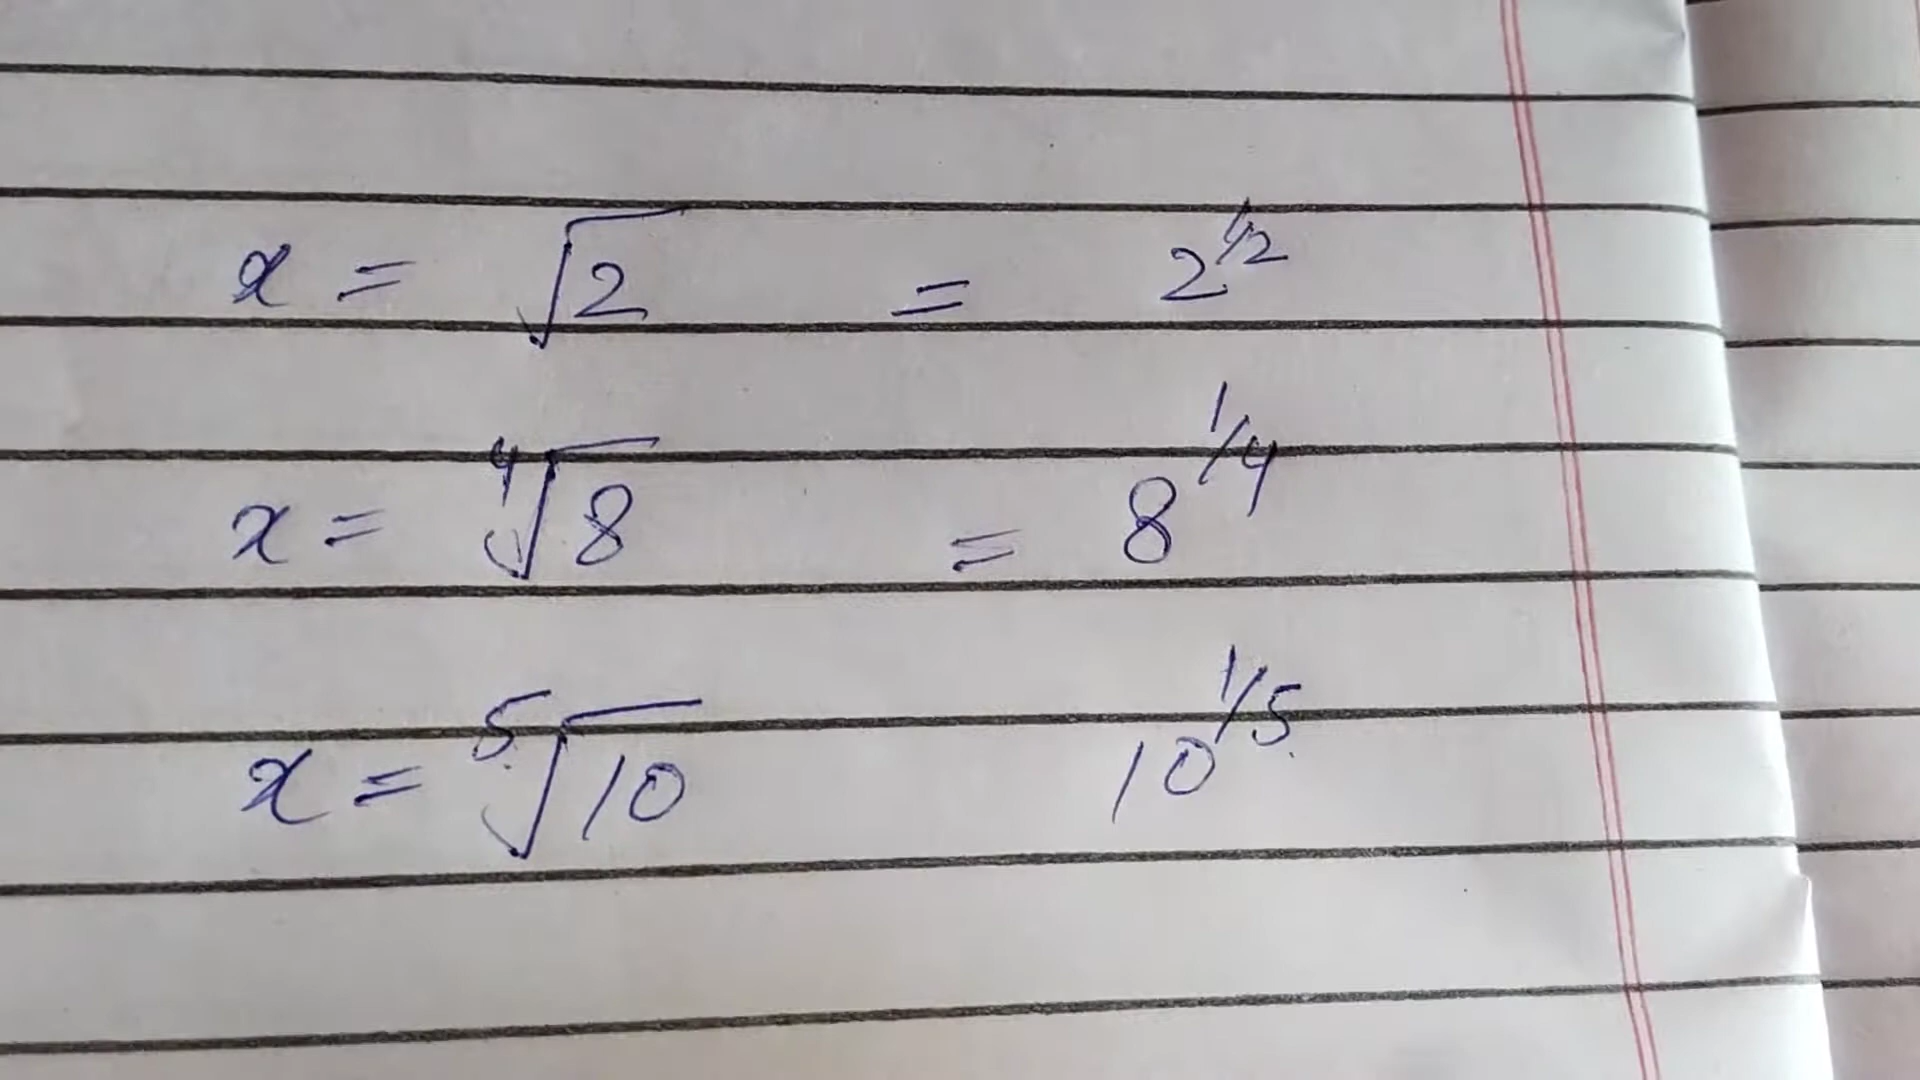 x = √2 = 2^1/2
x = ⁴√8 = 8^1/4
x = ⁵√10 10^1/5